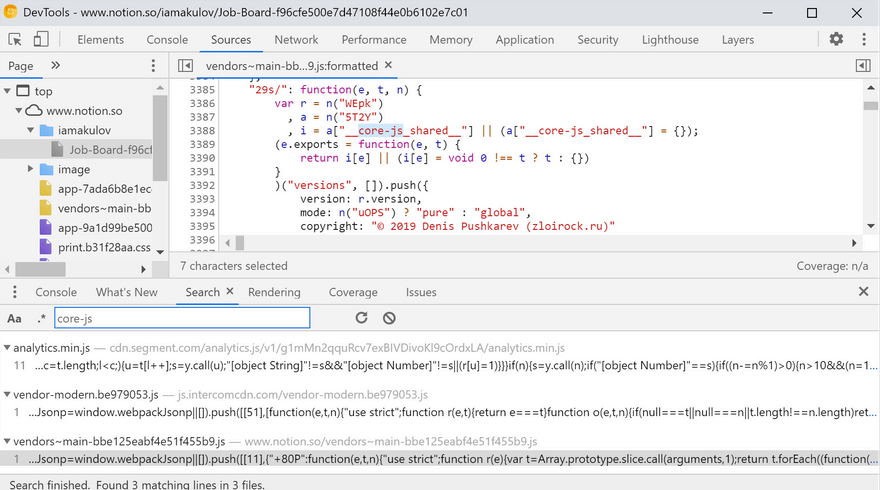 DevTools - www.notion.so/iamakulov/Job-Board-f96cfe500e7d47108f44e0b6102e7c01
Elements Console Sources Network Performance Memory Application Security Lighthouse Layers
Page » vendors~main-bb...9.js:formatted ×
top
www.notion.so
iamakulov
Job-Board-f96cf
image
app-7ada6b8e1ec
vendors~main-bb
app-9a1d99be500
print.b31f28aa.css
3385 "29s/": function(e, t, n) {
3386 var r = n("WEpk")
3387 , a = n("5T2Y")
3388 , i = a["__core-js_shared__"] || (a["__core-js_shared__"] = {});
3389 (e.exports = function(e, t) {
3390 return i[e] || (i[e] = void 0 !== t ? t : {})
3391 }
3392 )("versions", []).push({
3393 version: r.version,
3394 mode: n("uOPS") ? "pure" : "global",
3395 copyright: "© 2019 Denis Pushkarev (zloirock.ru)"
3396
7 characters selected Coverage: n/a
Console What's New Search × Rendering Coverage Issues
Aa .* core-js
analytics.min.js — cdn.segment.com/analytics.js/v1/g1mMn2qquRcv7exBIVDivoKl9cOrdxLA/analytics.min.js
11 ...c=t.length;l<c;){u=t[l++];s=y.call(u);"[object String]"!=s&&"[object Number]"!=s||(r[u]=1)}}}if(n){s=y.call(n);if("[object Number]"==s){if((n-=n%1)>0){n>10&&(n=1...
vendor-modern.be979053.js — js.intercomcdn.com/vendor-modern.be979053.js
1 ...Jsonp=window.webpackJsonp||[]).push([[51],[function(e,t,n){"use strict";function r(e,t){return e===t}function o(e,t,n){if(null===t||null===n||t.length!==n.length)ret...
vendors~main-bbe125eabf4e51f455b9.js — www.notion.so/vendors~main-bbe125eabf4e51f455b9.js
1 ...Jsonp=window.webpackJsonp||[]).push([[11],{"+80P":function(e,t,n){"use strict";function r(e){var t=Array.prototype.slice.call(arguments,1);return t.forEach((function(...
Search finished. Found 3 matching lines in 3 files.